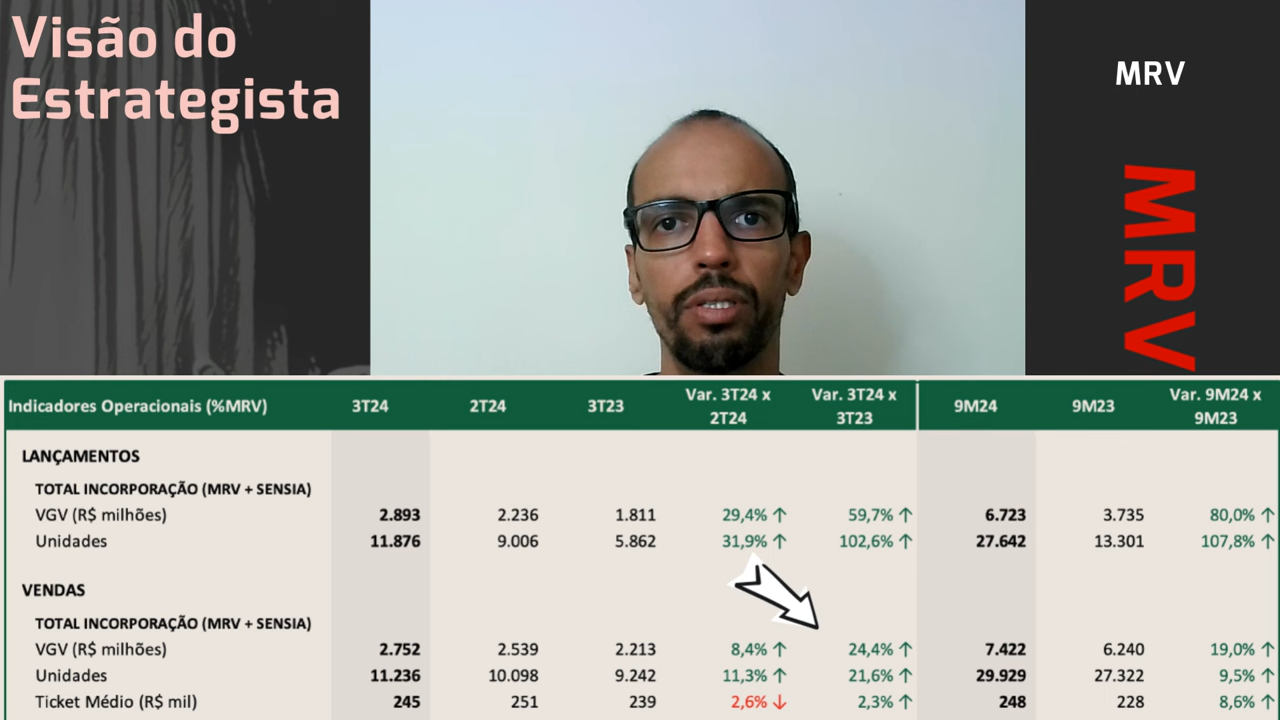 Visão do
Estrategista
MRV
MRV
Indicadores Operacionais (%MRV) 3T24 2T24 3T23 Var. 3T24 x 2T24 Var. 3T24 x 3T23 9M24 9M23 Var. 9M24 x 9M23
LANÇAMENTOS
TOTAL INCORPORAÇÃO (MRV + SENSIA)
VGV (R$ milhões) 2.893 2.236 1.811 29,4% ↑ 59,7% ↑ 6.723 3.735 80,0% ↑
Unidades 11.876 9.006 5.862 31,9% ↑ 102,6% ↑ 27.642 13.301 107,8% ↑
VENDAS
TOTAL INCORPORAÇÃO (MRV + SENSIA)
VGV (R$ milhões) 2.752 2.539 2.213 8,4% ↑ 24,4% ↑ 7.422 6.240 19,0% ↑
Unidades 11.236 10.098 9.242 11,3% ↑ 21,6% ↑ 29.929 27.322 9,5% ↑
Ticket Médio (R$ mil) 245 251 239 2,6% ↓ 2,3% ↑ 248 228 8,6% ↑